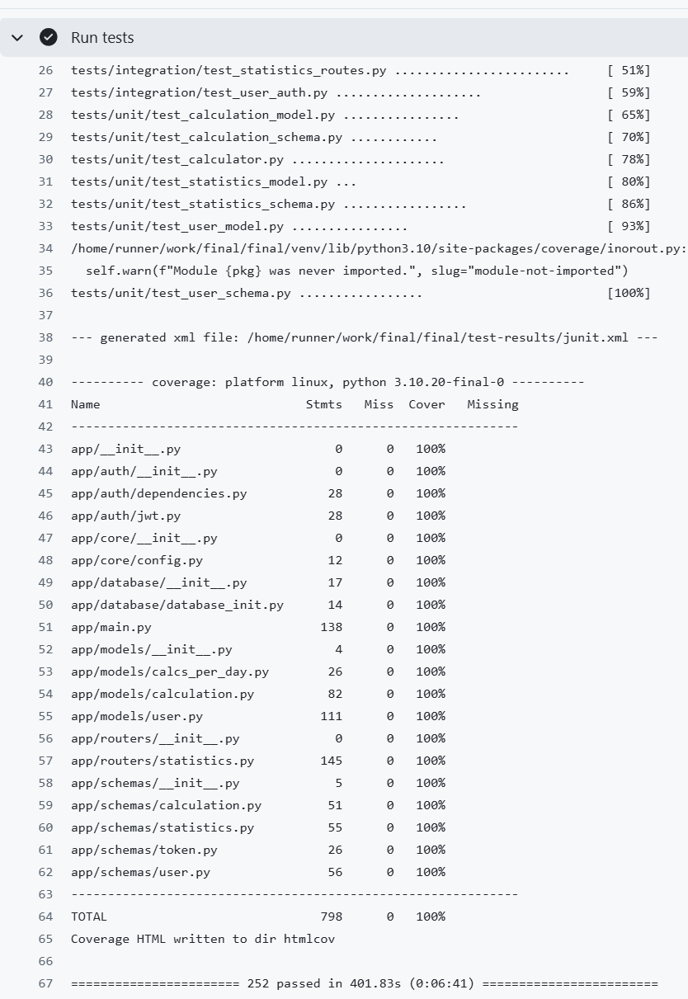 Run tests
26 tests/integration/test_statistics_routes.py ........................ [ 51%]
27 tests/integration/test_user_auth.py .................... [ 59%]
28 tests/unit/test_calculation_model.py ................ [ 65%]
29 tests/unit/test_calculation_schema.py ............ [ 70%]
30 tests/unit/test_calculator.py ..................... [ 78%]
31 tests/unit/test_statistics_model.py ... [ 80%]
32 tests/unit/test_statistics_schema.py ................. [ 86%]
33 tests/unit/test_user_model.py ................ [ 93%]
34 /home/runner/work/final/final/venv/lib/python3.10/site-packages/coverage/inorout.py:
35 self.warn(f"Module {pkg} was never imported.", slug="module-not-imported")
36 tests/unit/test_user_schema.py ................. [100%]
37
38 --- generated xml file: /home/runner/work/final/final/test-results/junit.xml ---
39
40 ---------- coverage: platform linux, python 3.10.20-final-0 ----------
41 Name Stmts Miss Cover Missing
42 -------------------------------------------------------------
43 app/__init__.py 0 0 100%
44 app/auth/__init__.py 0 0 100%
45 app/auth/dependencies.py 28 0 100%
46 app/auth/jwt.py 28 0 100%
47 app/core/__init__.py 0 0 100%
48 app/core/config.py 12 0 100%
49 app/database/__init__.py 17 0 100%
50 app/database/database_init.py 14 0 100%
51 app/main.py 138 0 100%
52 app/models/__init__.py 4 0 100%
53 app/models/calcs_per_day.py 26 0 100%
54 app/models/calculation.py 82 0 100%
55 app/models/user.py 111 0 100%
56 app/routers/__init__.py 0 0 100%
57 app/routers/statistics.py 145 0 100%
58 app/schemas/__init__.py 5 0 100%
59 app/schemas/calculation.py 51 0 100%
60 app/schemas/statistics.py 55 0 100%
61 app/schemas/token.py 26 0 100%
62 app/schemas/user.py 56 0 100%
63 -------------------------------------------------------------
64 TOTAL 798 0 100%
65 Coverage HTML written to dir htmlcov
66
67 ======================= 252 passed in 401.83s (0:06:41) ========================